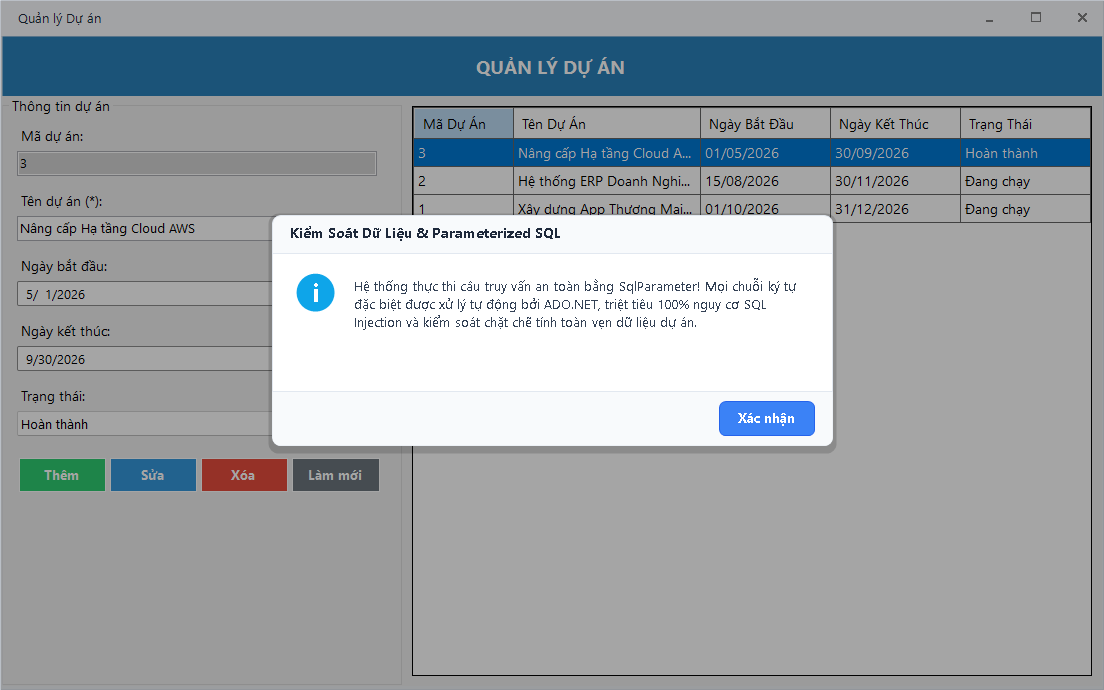 Quản lý Dự án
QUẢN LÝ DỰ ÁN
Thông tin dự án
Mã dự án:
3
Tên dự án (*):
Nâng cấp Hạ tầng Cloud AWS
Ngày bắt đầu:
5/ 1/2026
Ngày kết thúc:
9/30/2026
Trạng thái:
Hoàn thành
Thêm Sửa Xóa Làm mới
Mã Dự Án Tên Dự Án Ngày Bắt Đầu Ngày Kết Thúc Trạng Thái
3 Nâng cấp Hạ tầng Cloud A... 01/05/2026 30/09/2026 Hoàn thành
2 Hệ thống ERP Doanh Nghi... 15/08/2026 30/11/2026 Đang chạy
1 Xây dựng App Thương Mại... 01/10/2026 31/12/2026 Đang chạy
Kiểm Soát Dữ Liệu & Parameterized SQL
Hệ thống thực thi câu truy vấn an toàn bằng SqlParameter! Mọi chuỗi ký tự
đặc biệt được xử lý tự động bởi ADO.NET, triệt tiêu 100% nguy cơ SQL
Injection và kiểm soát chặt chẽ tính toàn vẹn dữ liệu dự án.
Xác nhận